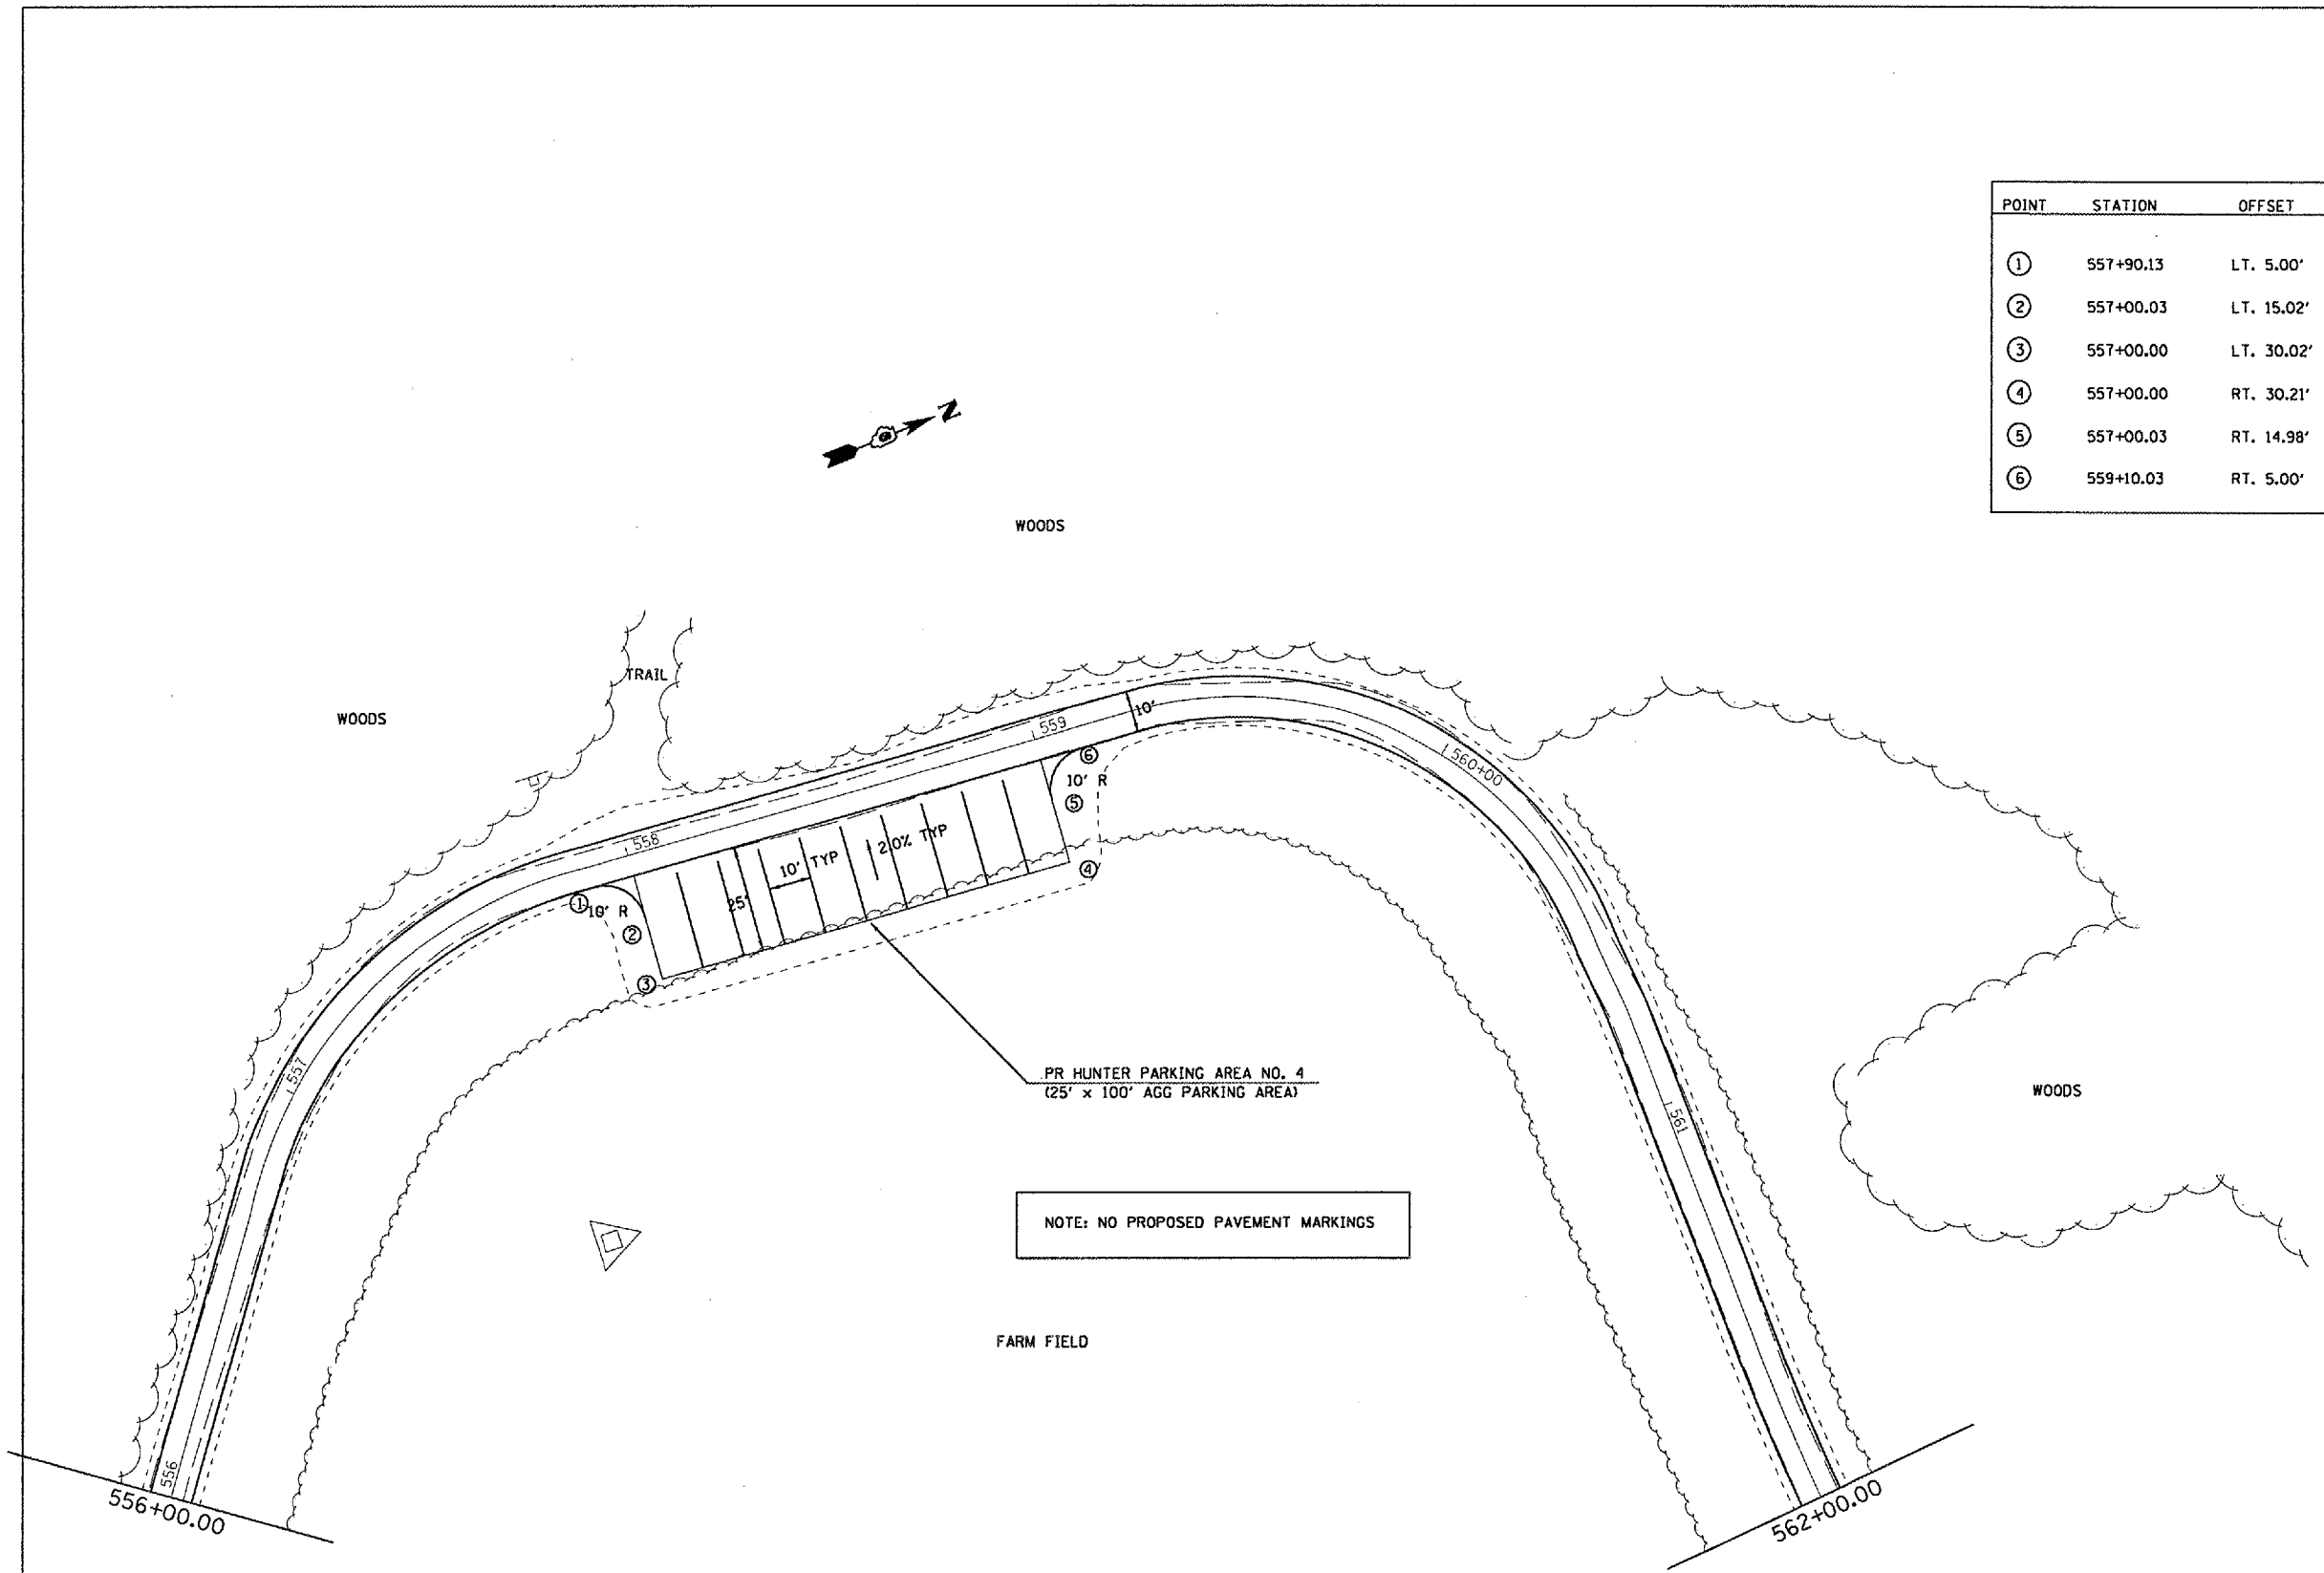 POINT STATION OFFSET
① 557+90.13 LT. 5.00'
② 557+00.03 LT. 15.02'
③ 557+00.00 LT. 30.02'
④ 557+00.00 RT. 30.21'
⑤ 557+00.03 RT. 14.98'
⑥ 559+10.03 RT. 5.00'
N
WOODS
TRAIL
WOODS
559
10'
⑥
10' R
⑤
560+00
558
2.0% TYP
10' TYP
④
25'
①
10' R
②
③
557
PR HUNTER PARKING AREA NO. 4
(25' x 100' AGG PARKING AREA)
561
WOODS
NOTE: NO PROPOSED PAVEMENT MARKINGS
FARM FIELD
556
556+00.00
562+00.00